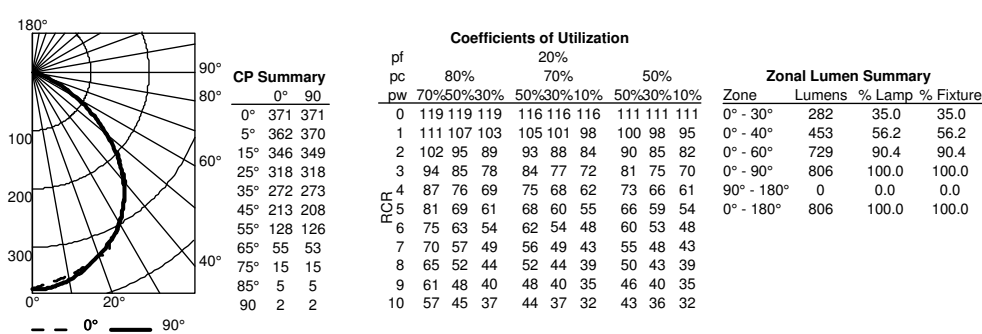 180°
90°
80°
60°
40°
100
200
300
0° 20°
0° 90°
CP Summary
0° 90
0° 371 371
5° 362 370
15° 346 349
25° 318 318
35° 272 273
45° 213 208
55° 128 126
65° 55 53
75° 15 15
85° 5 5
90 2 2
Coefficients of Utilization
pf 20%
pc 80% 70% 50%
pw 70%50%30% 50%30%10% 50%30%10%
RCR
0 119 119 119 116 116 116 111 111 111
1 111 107 103 105 101 98 100 98 95
2 102 95 89 93 88 84 90 85 82
3 94 85 78 84 77 72 81 75 70
4 87 76 69 75 68 62 73 66 61
5 81 69 61 68 60 55 66 59 54
6 75 63 54 62 54 48 60 53 48
7 70 57 49 56 49 43 55 48 43
8 65 52 44 52 44 39 50 43 39
9 61 48 40 48 40 35 46 40 35
10 57 45 37 44 37 32 43 36 32
Zonal Lumen Summary
Zone Lumens % Lamp % Fixture
0° - 30° 282 35.0 35.0
0° - 40° 453 56.2 56.2
0° - 60° 729 90.4 90.4
0° - 90° 806 100.0 100.0
90° - 180° 0 0.0 0.0
0° - 180° 806 100.0 100.0